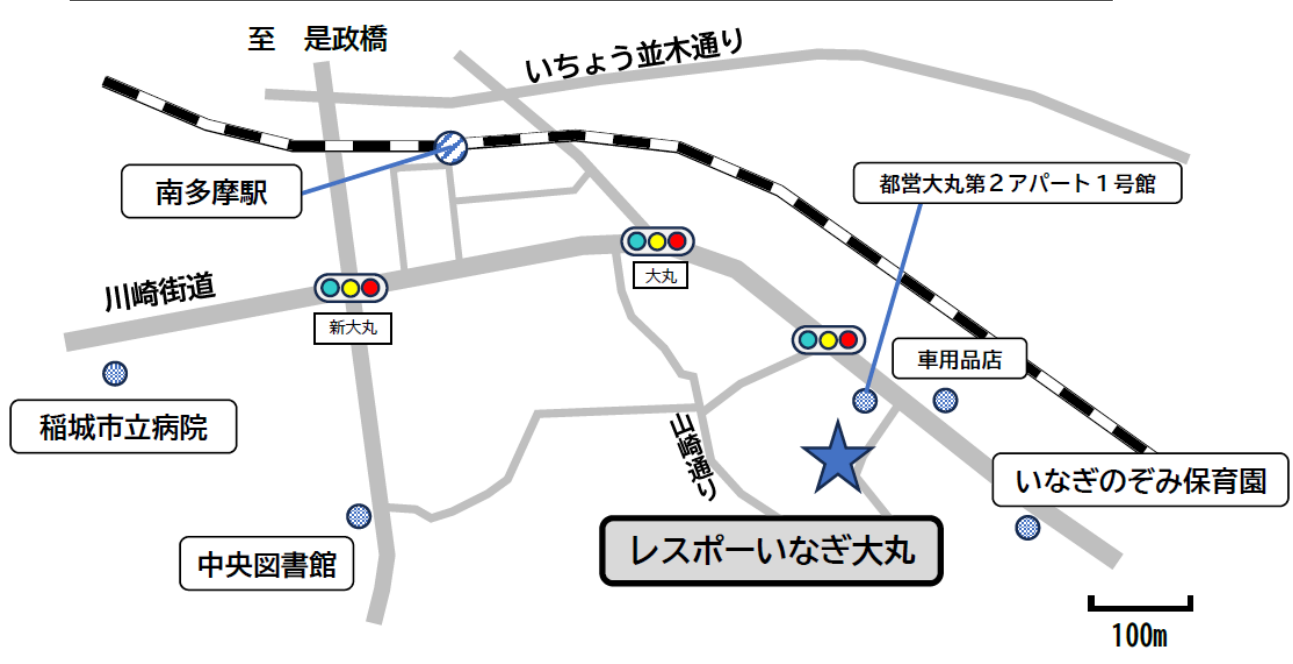 至　是政橋
いちょう並木通り
南多摩駅
都営大丸第２アパート１号館
川崎街道
大丸
新大丸
車用品店
稲城市立病院
山崎通り
いなぎのぞみ保育園
中央図書館
レスポーいなぎ大丸
100m